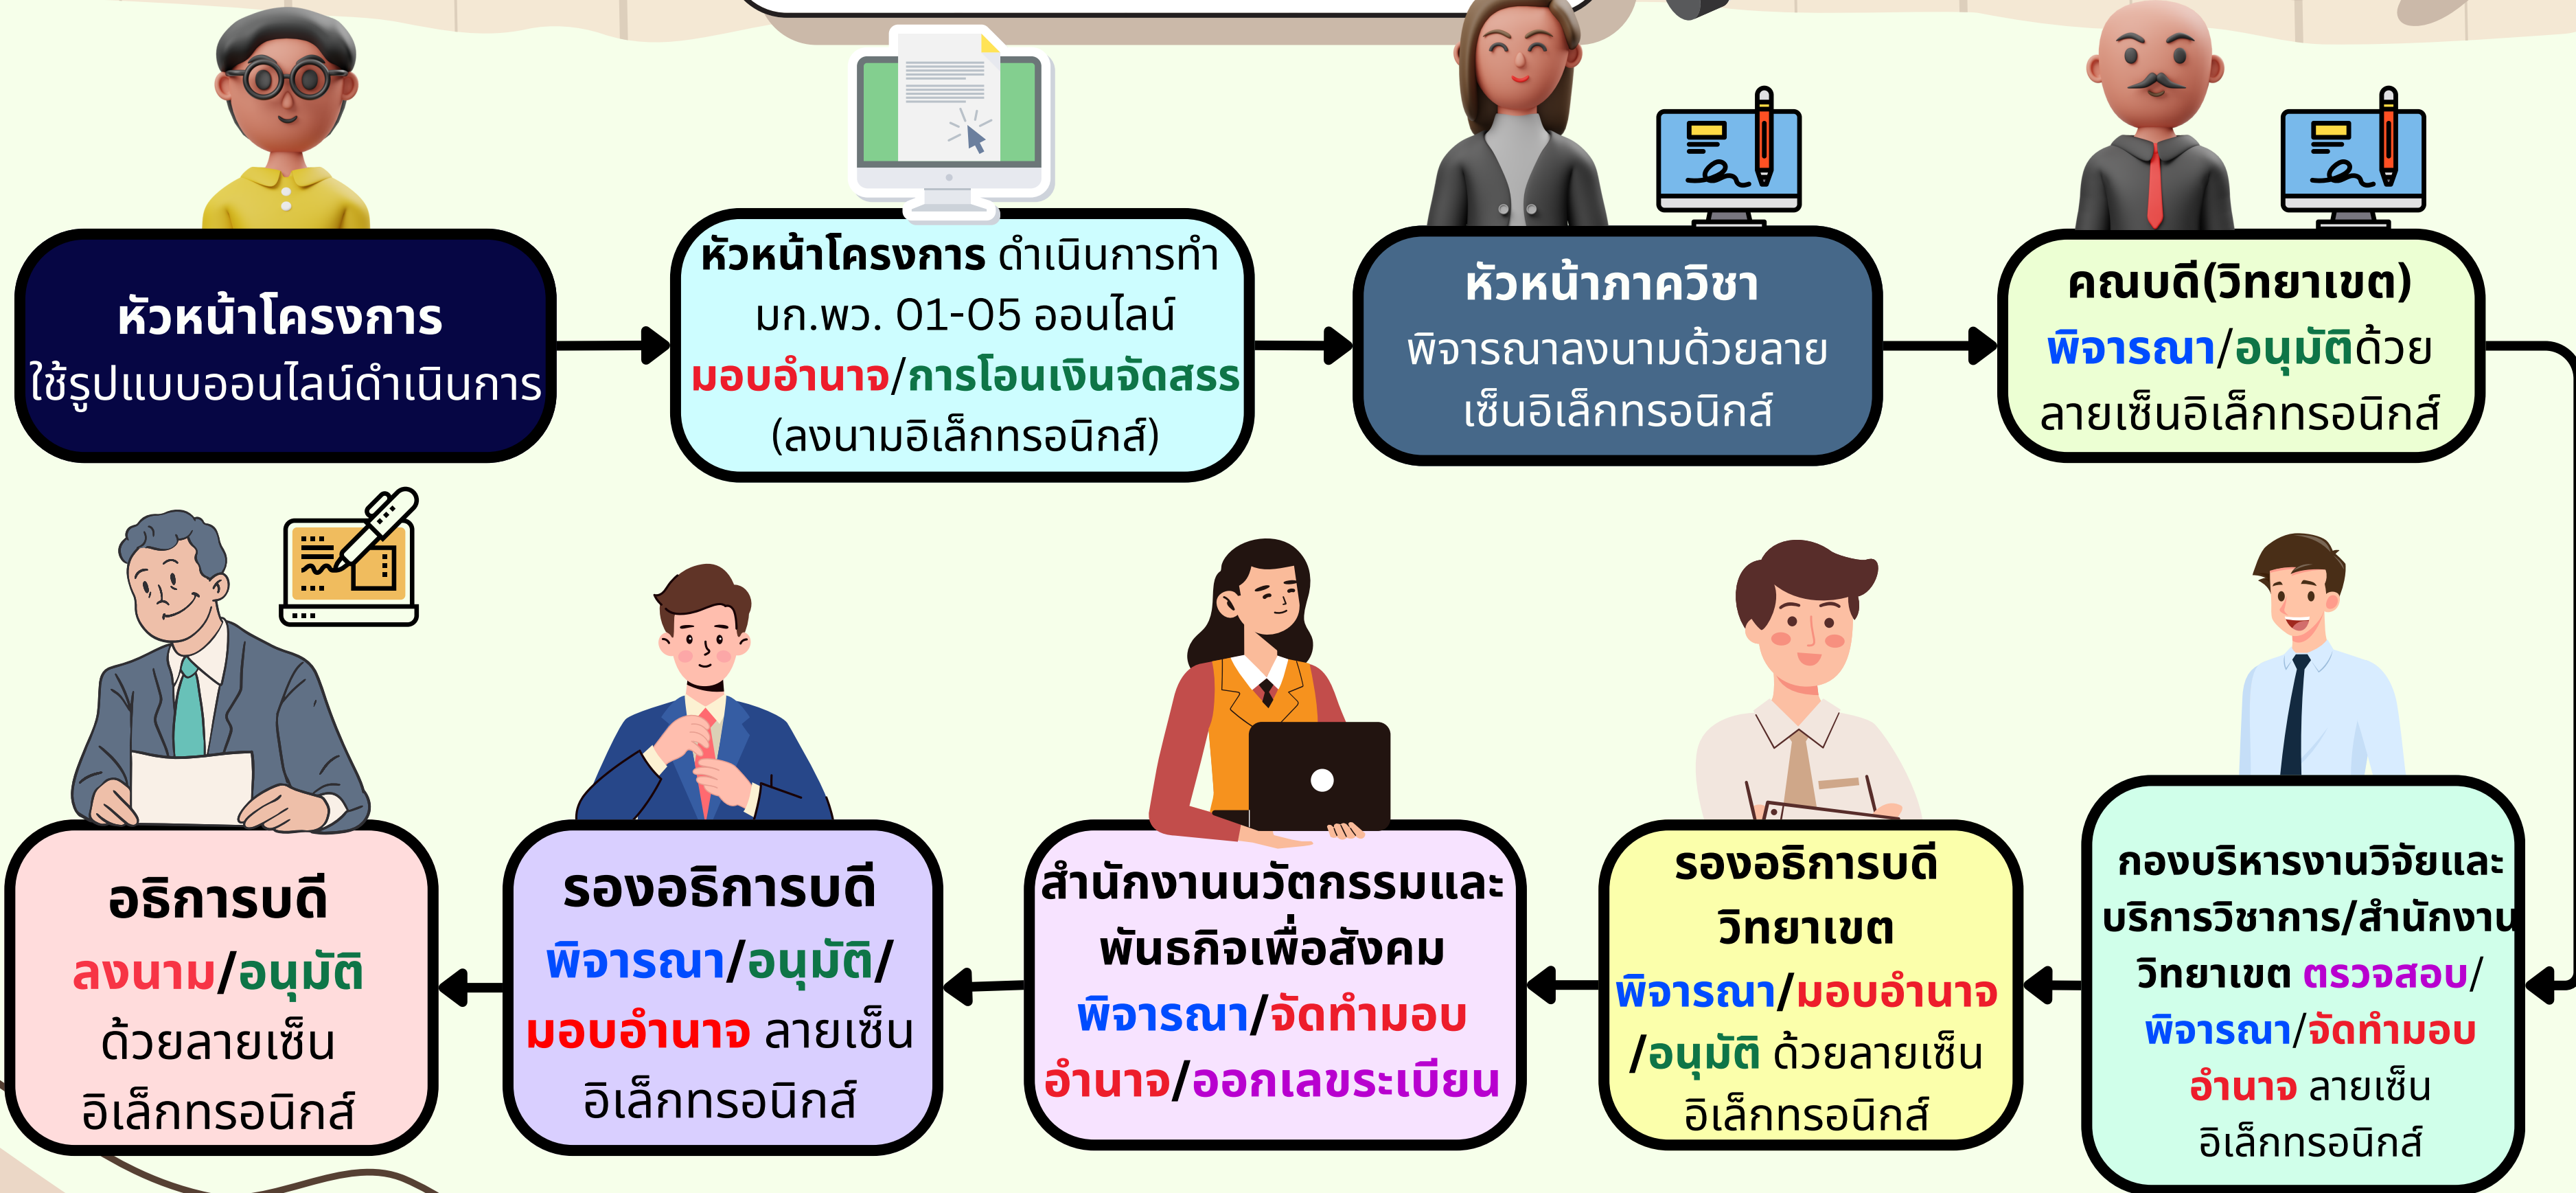 หัวหน้าโครงการ
ใช้รูปแบบออนไลน์ดำเนินการ
หัวหน้าโครงการ ดำเนินการทำ
มก.พว. 01-05 ออนไลน์
มอบอำนาจ/การโอนเงินจัดสรร
(ลงนามอิเล็กทรอนิกส์)
หัวหน้าภาควิชา
พิจารณาลงนามด้วยลาย
เซ็นอิเล็กทรอนิกส์
คณบดี(วิทยาเขต)
พิจารณา/อนุมัติด้วย
ลายเซ็นอิเล็กทรอนิกส์
กองบริหารงานวิจัยและ
บริการวิชาการ/สำนักงาน
วิทยาเขต ตรวจสอบ/
พิจารณา/จัดทำมอบ
อำนาจ ลายเซ็น
อิเล็กทรอนิกส์
รองอธิการบดี
วิทยาเขต
พิจารณา/มอบอำนาจ
/อนุมัติ ด้วยลายเซ็น
อิเล็กทรอนิกส์
สำนักงานนวัตกรรมและ
พันธกิจเพื่อสังคม
พิจารณา/จัดทำมอบ
อำนาจ/ออกเลขระเบียน
รองอธิการบดี
พิจารณา/อนุมัติ/
มอบอำนาจ ลายเซ็น
อิเล็กทรอนิกส์
อธิการบดี
ลงนาม/อนุมัติ
ด้วยลายเซ็น
อิเล็กทรอนิกส์